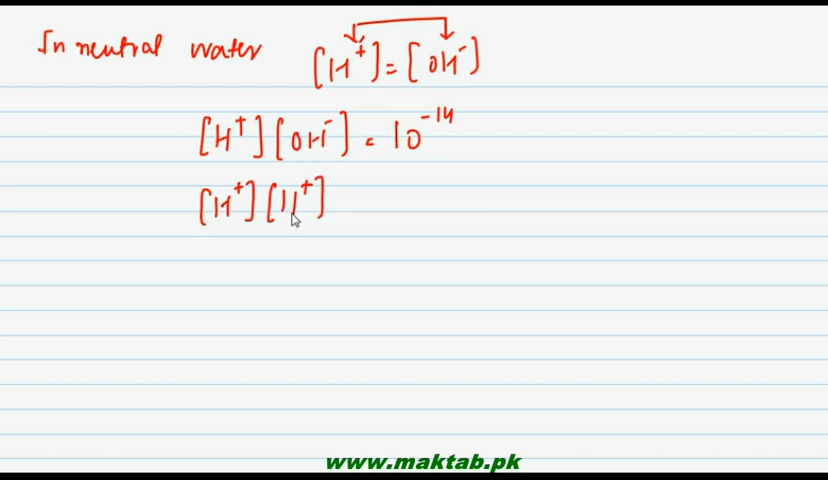 In neutral water [H⁺] = [OH⁻]
[H⁺][OH⁻] = 10⁻¹⁴
[H⁺][H⁺]
www.maktab.pk